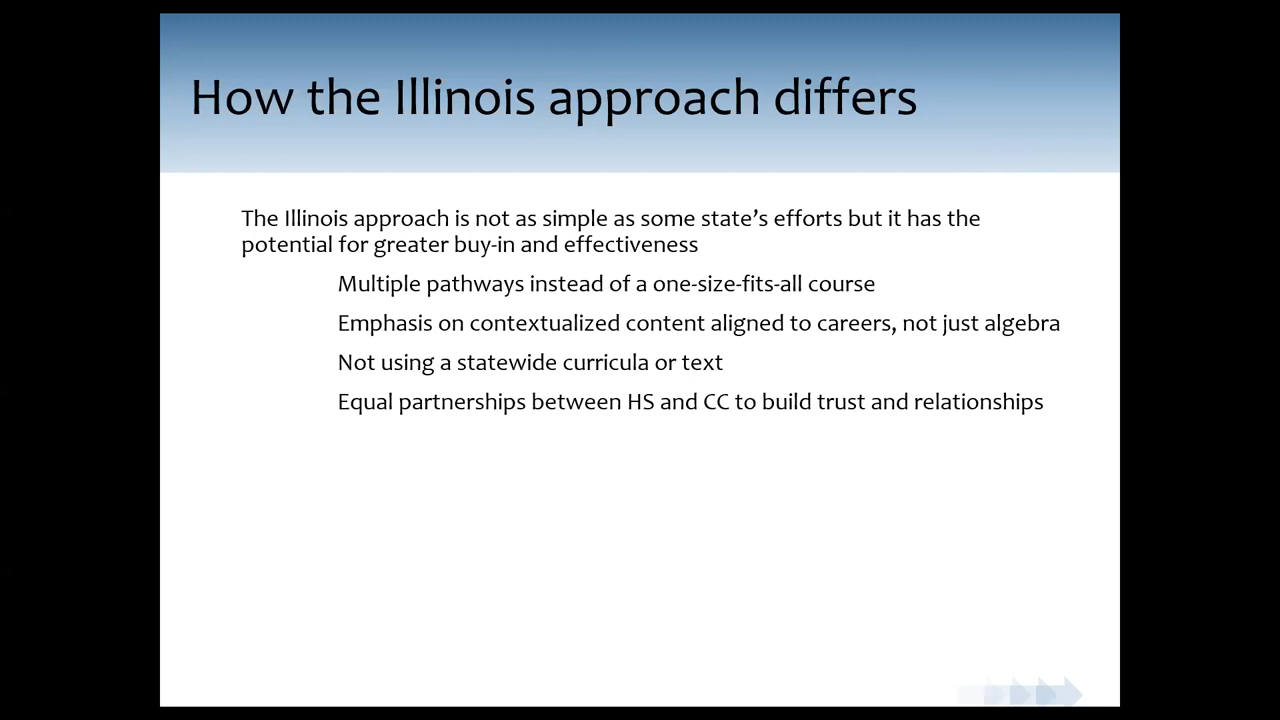 How the Illinois approach differs
The Illinois approach is not as simple as some state’s efforts but it has the
potential for greater buy-in and effectiveness
Multiple pathways instead of a one-size-fits-all course
Emphasis on contextualized content aligned to careers, not just algebra
Not using a statewide curricula or text
Equal partnerships between HS and CC to build trust and relationships